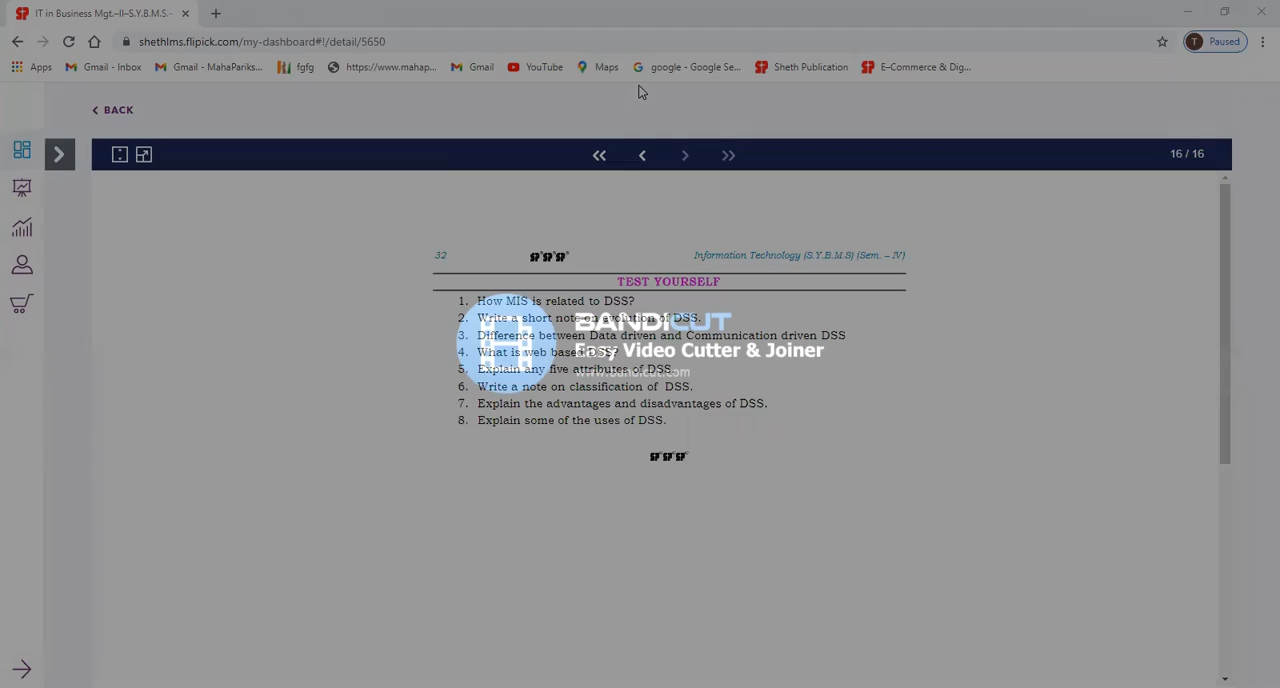 IT in Business Mgt.–II–S.Y.B.M.S.-
shethlms.flipick.com/my-dashboard#!/detail/5650
T Paused
Apps Gmail - Inbox Gmail - MahaPariks... fgfg https://www.mahap... Gmail YouTube Maps google - Google Se... Sheth Publication E–Commerce & Dig...
BACK
16 / 16
32 Information Technology (S.Y.B.M.S) (Sem. – IV)
TEST YOURSELF
1. How MIS is related to DSS?
2. Write a short note on evolution of DSS.
BANDICUT
3. Difference between Data driven and Communication driven DSS
4. What is web based DSS?
Easy Video Cutter & Joiner
5. Explain any five attributes of DSS.
www.bandicut.com
6. Write a note on classification of DSS.
7. Explain the advantages and disadvantages of DSS.
8. Explain some of the uses of DSS.